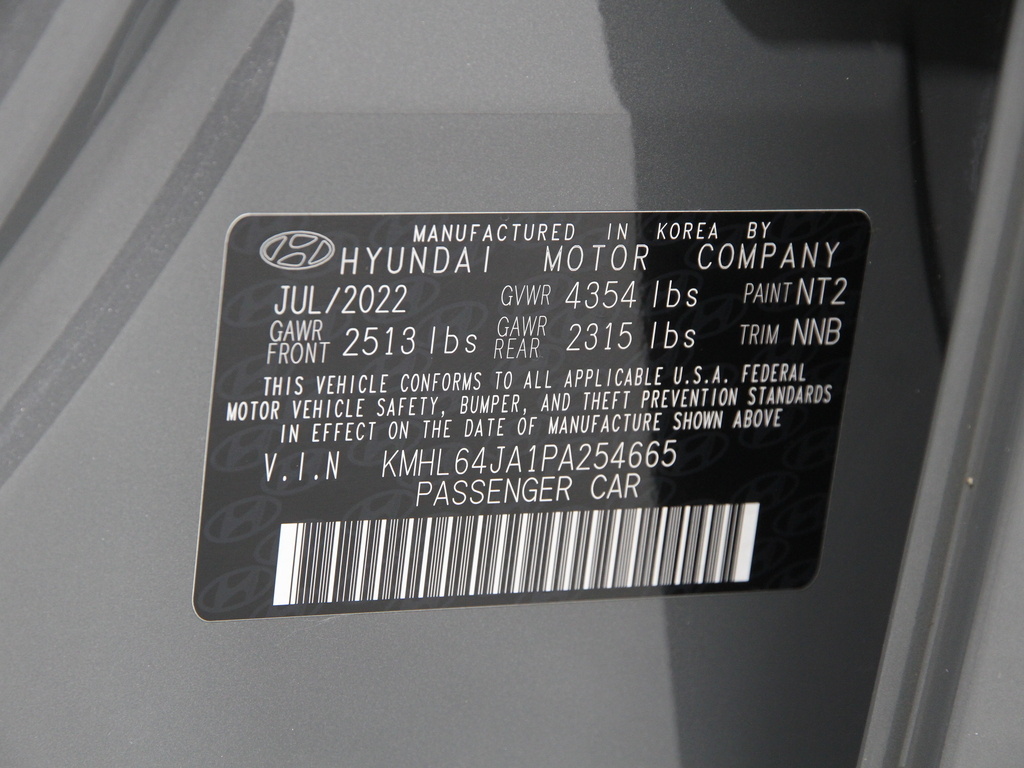 MANUFACTURED IN KOREA BY
HYUNDAI MOTOR COMPANY
JUL/2022 GVWR 4354 lbs PAINT NT2
GAWR FRONT 2513 lbs GAWR REAR 2315 lbs TRIM NNB
THIS VEHICLE CONFORMS TO ALL APPLICABLE U.S.A. FEDERAL
MOTOR VEHICLE SAFETY, BUMPER, AND THEFT PREVENTION STANDARDS
IN EFFECT ON THE DATE OF MANUFACTURE SHOWN ABOVE
V.I.N KMHL64JA1PA254665
PASSENGER CAR